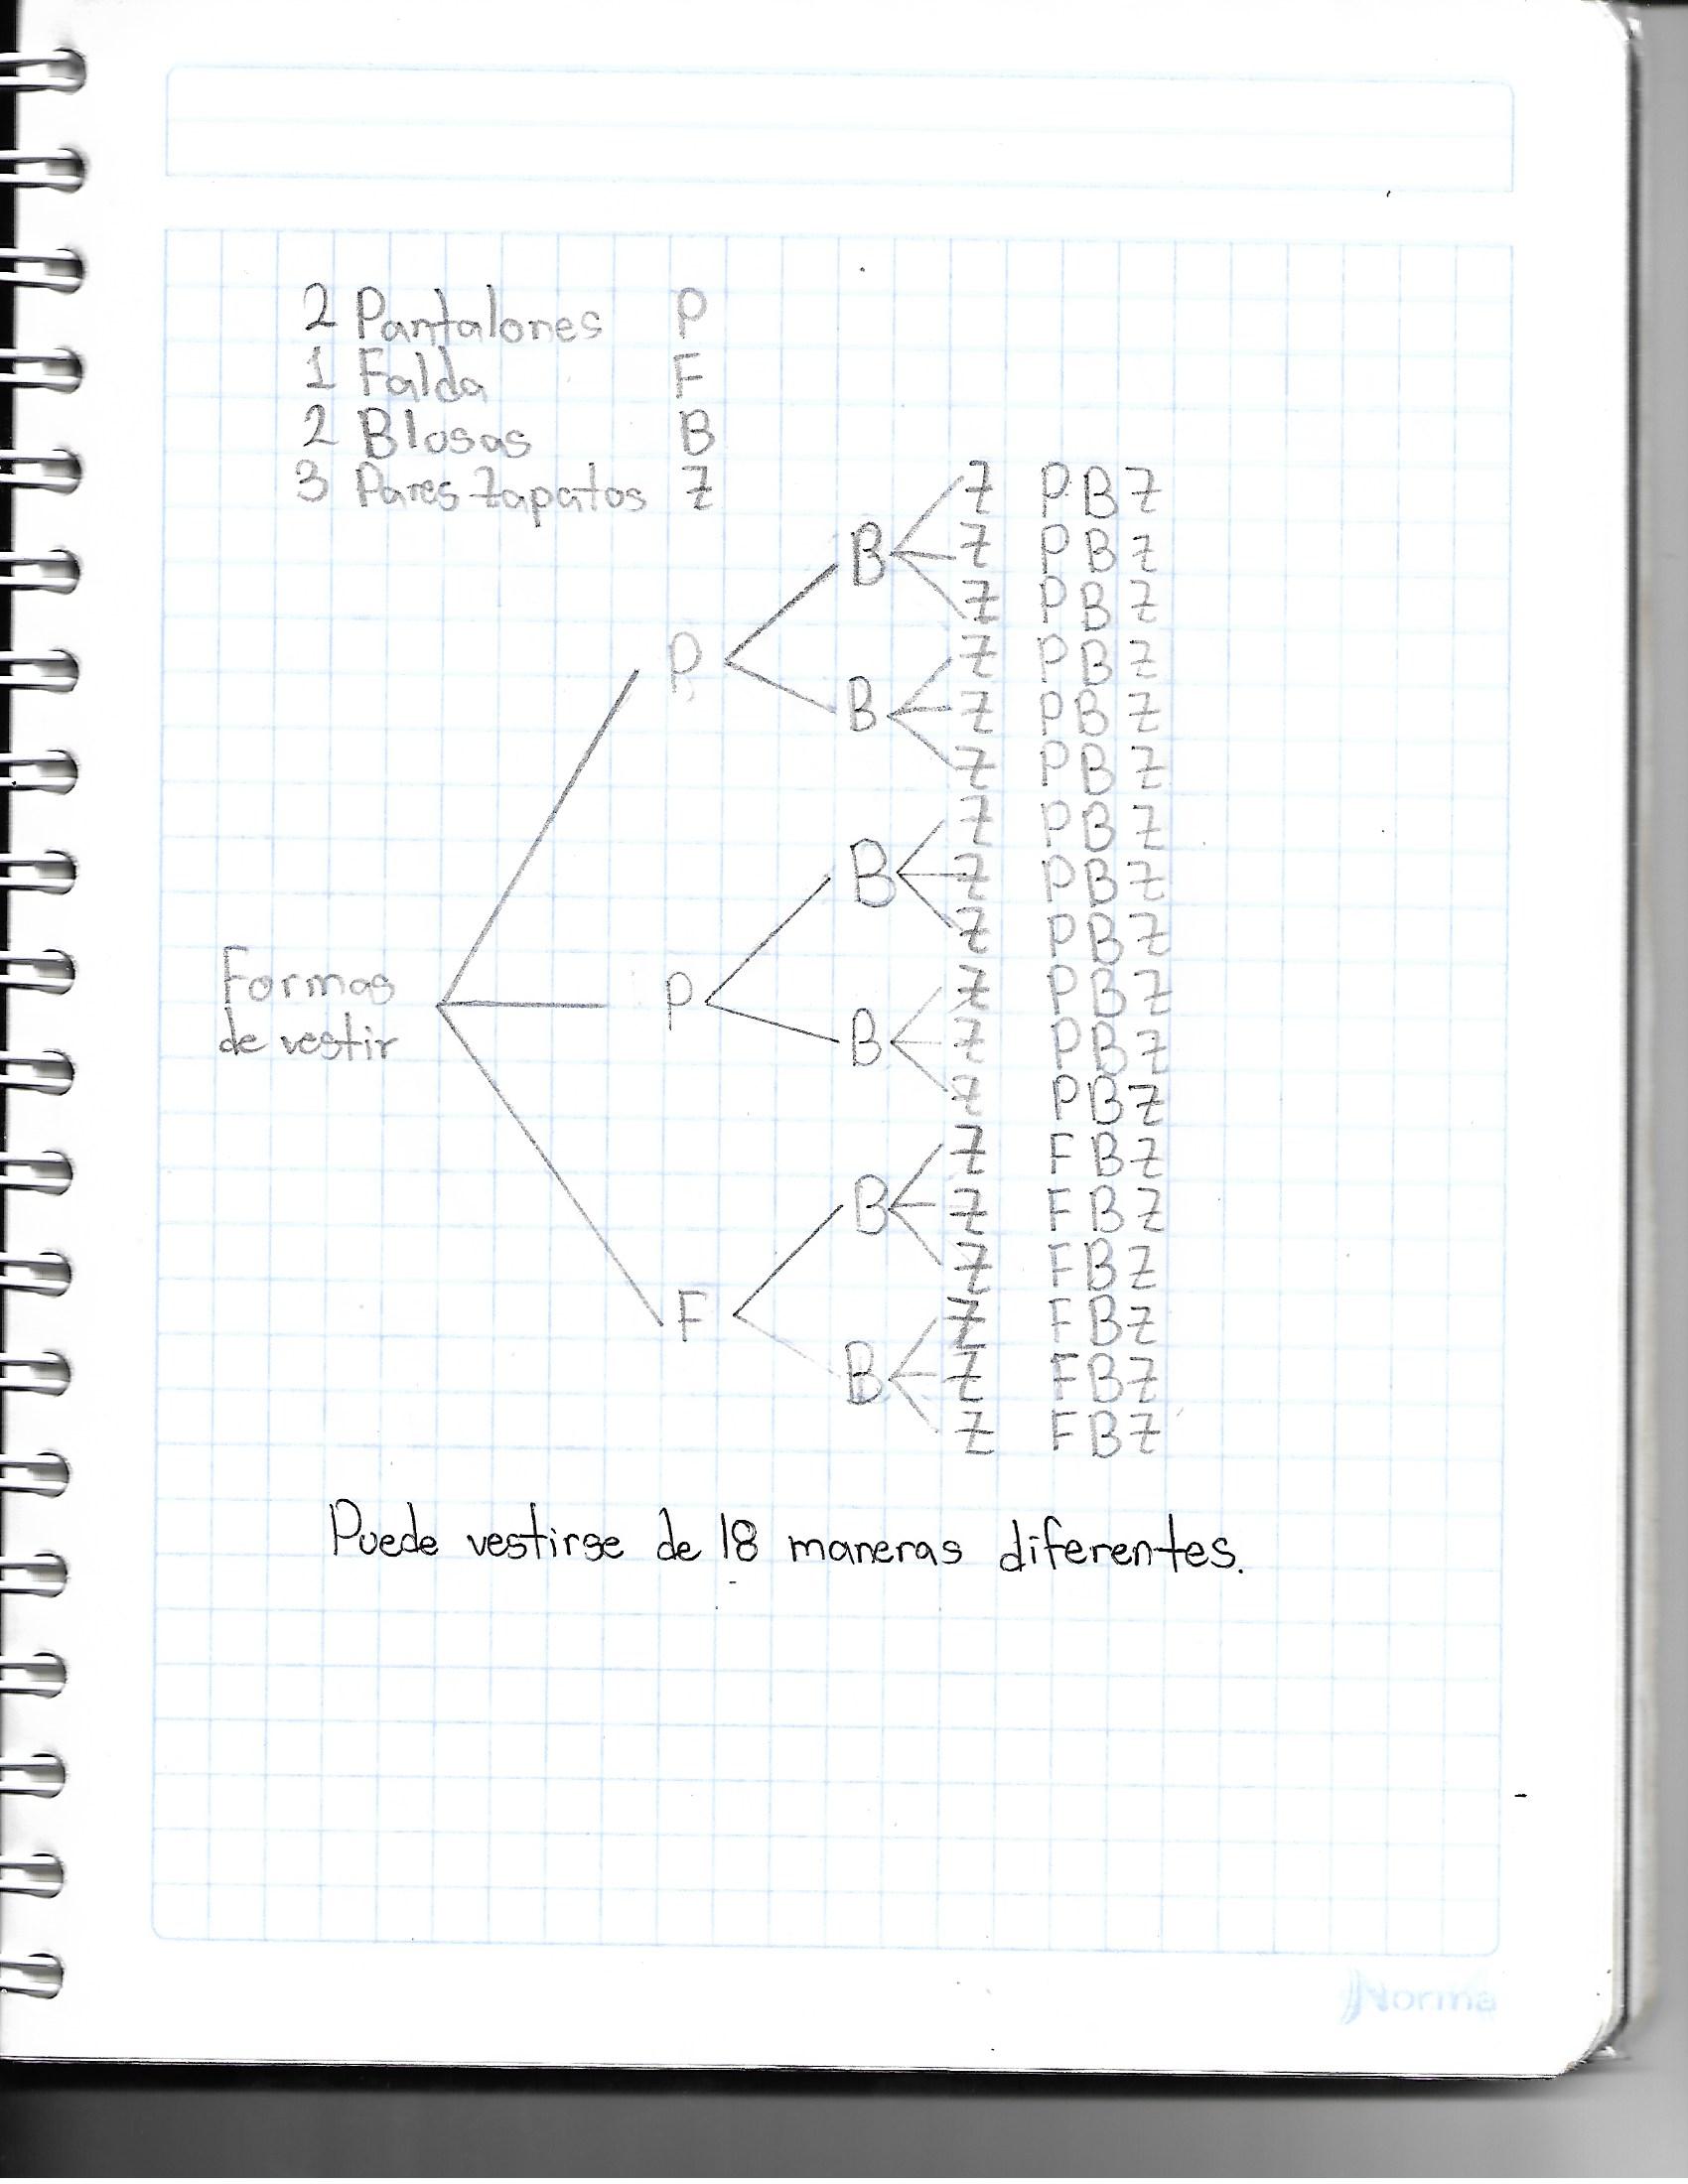 2 Pantalones P
1 Falda F
2 Blosas B
3 Pares Zapatos Z
Z PBZ
B Z PBZ
Z PBZ
P Z PBZ
B Z PBZ
Z PBZ
Z PBZ
B Z PBZ
Z PBZ
Formas P Z PBZ
de vestir B Z PBZ
Z PBZ
Z FBZ
B Z FBZ
Z FBZ
F Z FBZ
B Z FBZ
Z FBZ
Puede vestirse de 18 maneras diferentes.
Norma